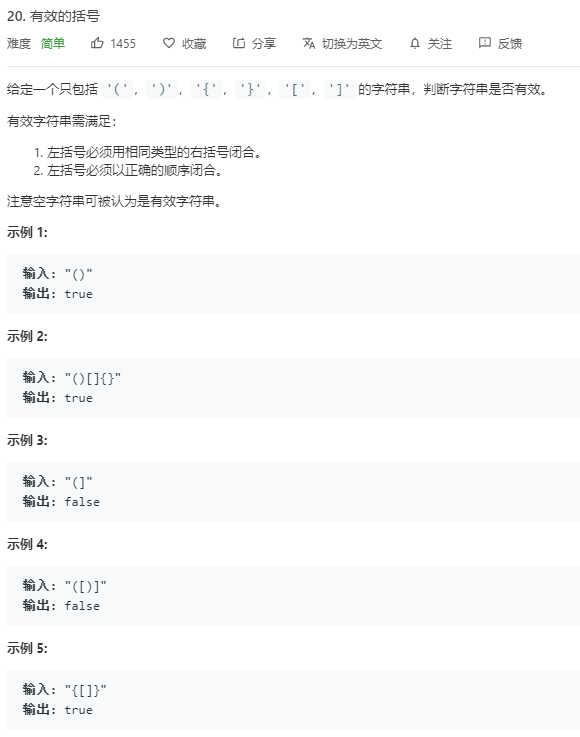 20. 有效的括号
难度 简单 1455 收藏 分享 切换为英文 关注 反馈
给定一个只包括 '('，')'，'{'，'}'，'['，']' 的字符串，判断字符串是否有效。
有效字符串需满足：
1. 左括号必须用相同类型的右括号闭合。
2. 左括号必须以正确的顺序闭合。
注意空字符串可被认为是有效字符串。
示例 1:
输入: "()"
输出: true
示例 2:
输入: "()[]{}"
输出: true
示例 3:
输入: "(]"
输出: false
示例 4:
输入: "([)]"
输出: false
示例 5:
输入: "{[]}"
输出: true